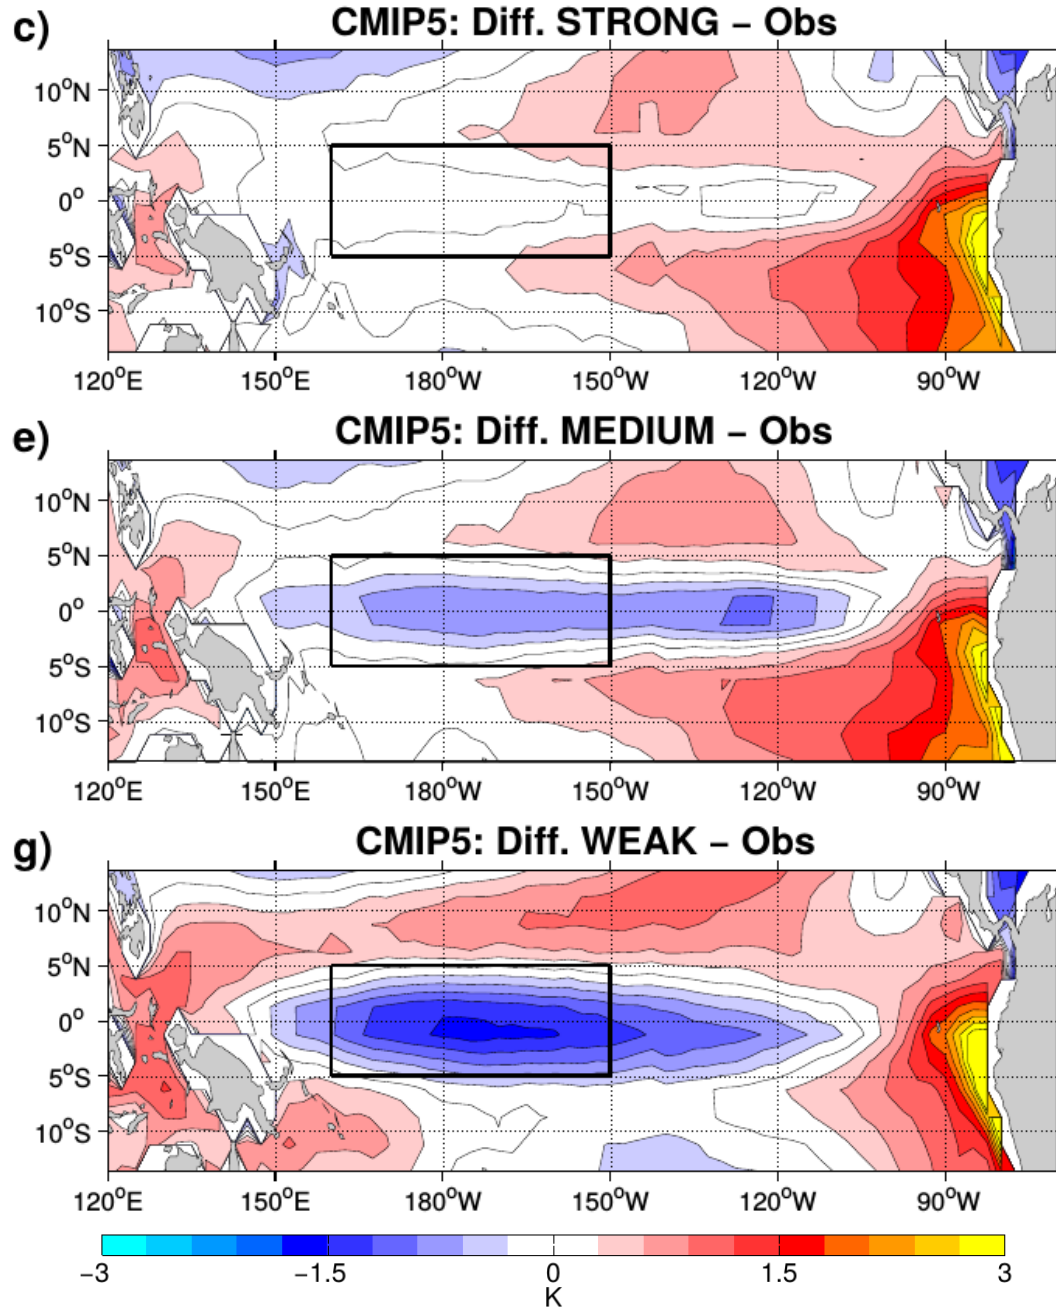 c) CMIP5: Diff. STRONG – Obs
10°N
5°N
0°
5°S
10°S
120°E 150°E 180°W 150°W 120°W 90°W
e) CMIP5: Diff. MEDIUM – Obs
10°N
5°N
0°
5°S
10°S
120°E 150°E 180°W 150°W 120°W 90°W
g) CMIP5: Diff. WEAK – Obs
10°N
5°N
0°
5°S
10°S
120°E 150°E 180°W 150°W 120°W 90°W
−3 −1.5 0 1.5 3
K